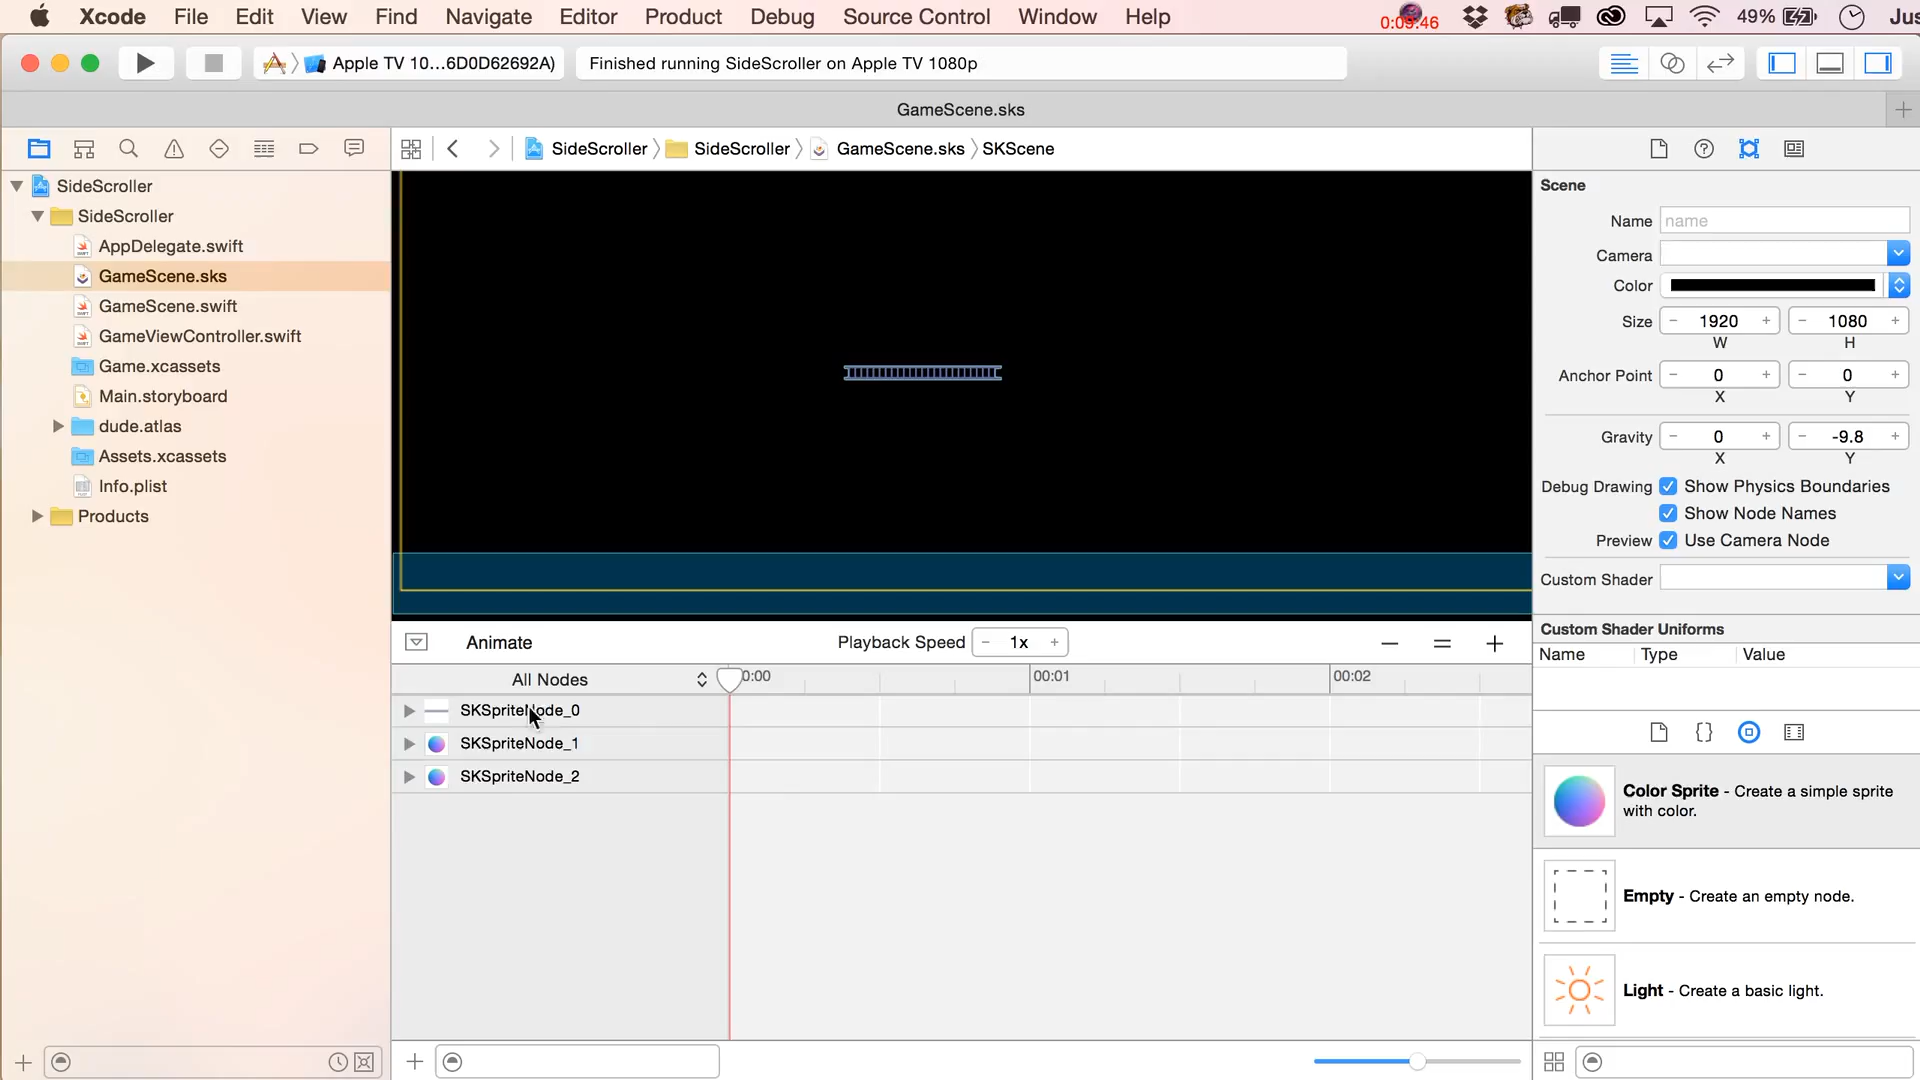 Xcode File Edit View Find Navigate Editor Product Debug Source Control Window Help 0:09:46 49% Jus
Apple TV 10...6D0D62692A) Finished running SideScroller on Apple TV 1080p
GameScene.sks
SideScroller SideScroller GameScene.sks SKScene
SideScroller
SideScroller
AppDelegate.swift
GameScene.sks
GameScene.swift
GameViewController.swift
Game.xcassets
Main.storyboard
dude.atlas
Assets.xcassets
Info.plist
Products
Animate Playback Speed - 1x +
All Nodes 0:00 00:01 00:02
SKSpriteNode_0
SKSpriteNode_1
SKSpriteNode_2
Scene
Name name
Camera
Color
Size - 1920 + - 1080 +
W H
Anchor Point - 0 + - 0 +
X Y
Gravity - 0 + - -9.8 +
X Y
Debug Drawing Show Physics Boundaries
Show Node Names
Preview Use Camera Node
Custom Shader
Custom Shader Uniforms
Name Type Value
Color Sprite - Create a simple sprite
with color.
Empty - Create an empty node.
Light - Create a basic light.